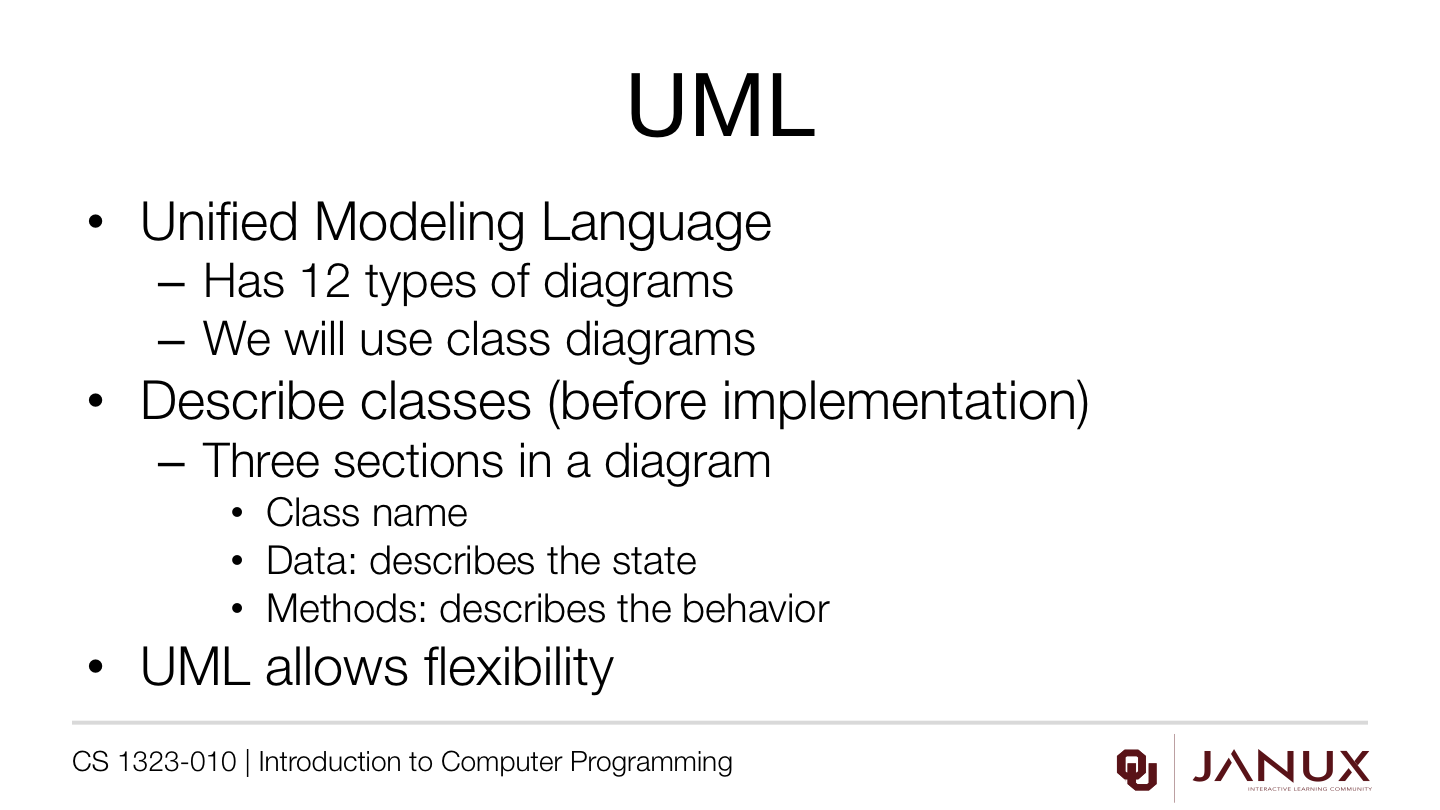 UML
• Unified Modeling Language
– Has 12 types of diagrams
– We will use class diagrams
• Describe classes (before implementation)
– Three sections in a diagram
• Class name
• Data: describes the state
• Methods: describes the behavior
• UML allows flexibility
CS 1323-010 | Introduction to Computer Programming
OU
JANUX
INTERACTIVE LEARNING COMMUNITY